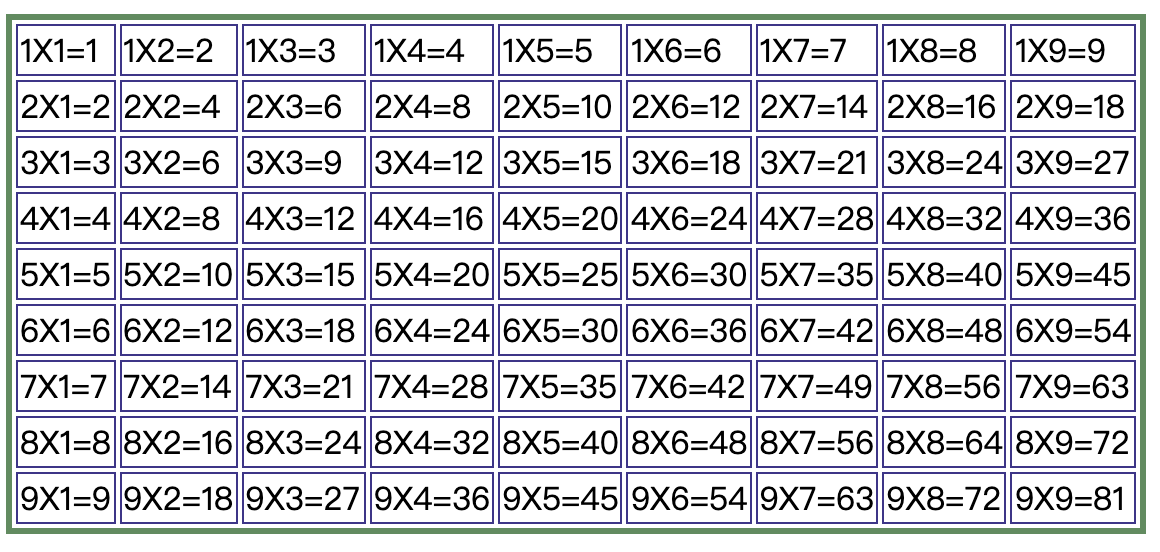 1X1=1 1X2=2 1X3=3 1X4=4 1X5=5 1X6=6 1X7=7 1X8=8 1X9=9
2X1=2 2X2=4 2X3=6 2X4=8 2X5=10 2X6=12 2X7=14 2X8=16 2X9=18
3X1=3 3X2=6 3X3=9 3X4=12 3X5=15 3X6=18 3X7=21 3X8=24 3X9=27
4X1=4 4X2=8 4X3=12 4X4=16 4X5=20 4X6=24 4X7=28 4X8=32 4X9=36
5X1=5 5X2=10 5X3=15 5X4=20 5X5=25 5X6=30 5X7=35 5X8=40 5X9=45
6X1=6 6X2=12 6X3=18 6X4=24 6X5=30 6X6=36 6X7=42 6X8=48 6X9=54
7X1=7 7X2=14 7X3=21 7X4=28 7X5=35 7X6=42 7X7=49 7X8=56 7X9=63
8X1=8 8X2=16 8X3=24 8X4=32 8X5=40 8X6=48 8X7=56 8X8=64 8X9=72
9X1=9 9X2=18 9X3=27 9X4=36 9X5=45 9X6=54 9X7=63 9X8=72 9X9=81